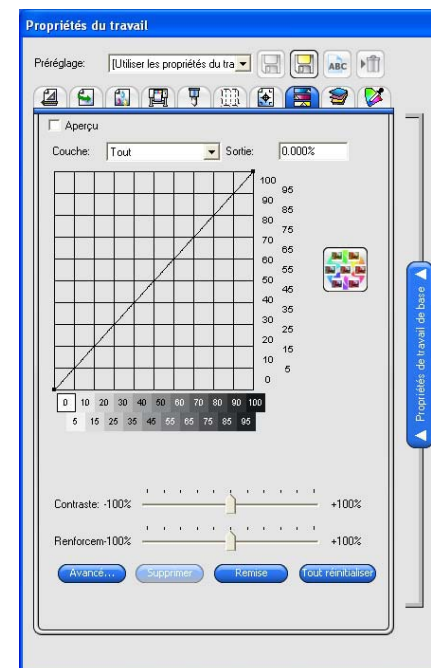 Propriétés du travail
Préréglage: [Utiliser les propriétés du tra
ABC
Aperçu
Couche: Tout Sortie: 0.000%
100
95
90
85
80
75
70
65
60
55
50
45
40
35
30
25
20
15
10
5
0
0 10 20 30 40 50 60 70 80 90 100
5 15 25 35 45 55 65 75 85 95
Contraste: -100% +100%
Renforcem-100% +100%
Avancé... Supprimer Remise Tout réinitialiser
Propriétés de travail de base